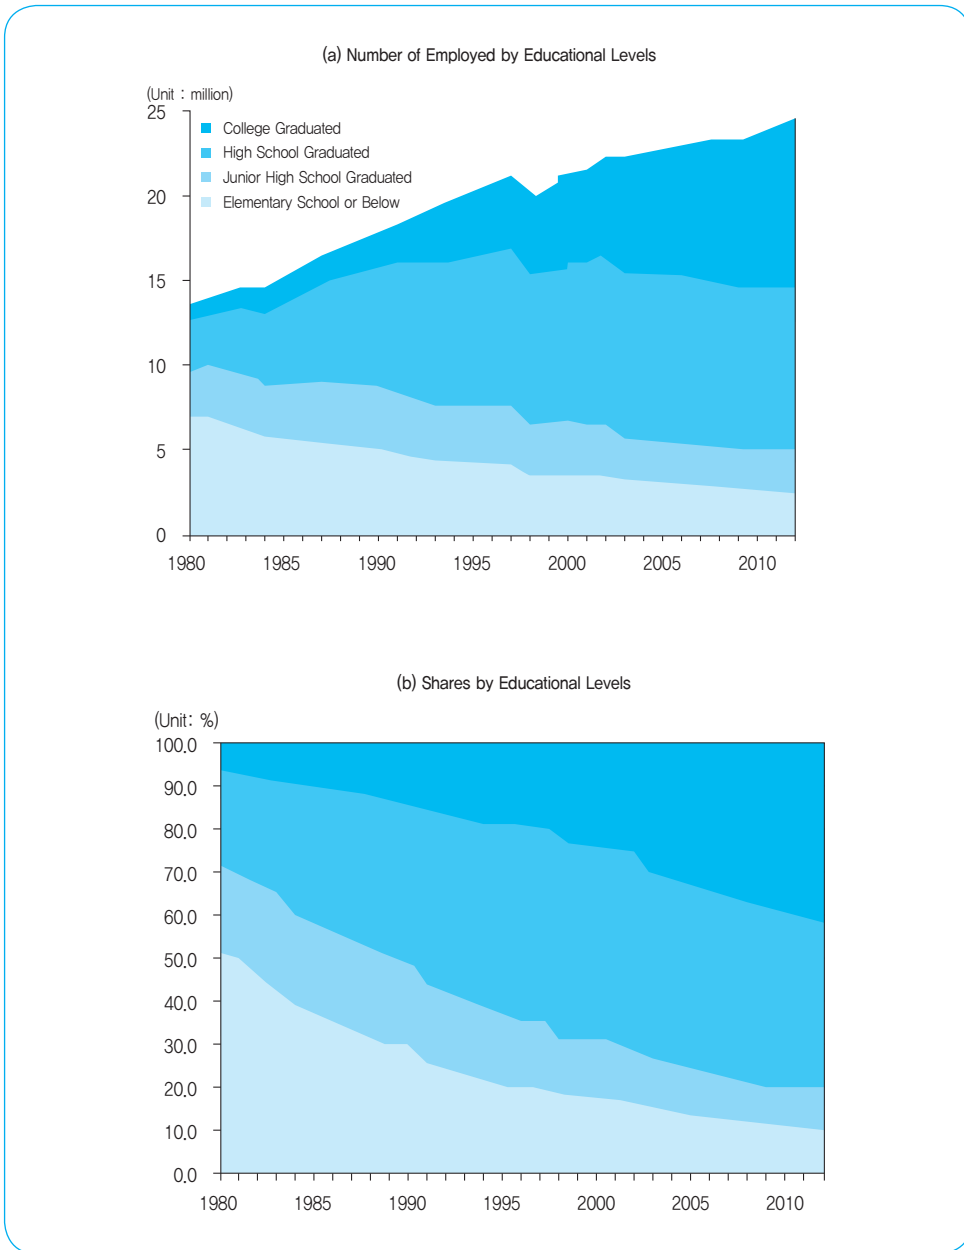 (a) Number of Employed by Educational Levels
(Unit : million)
25
College Graduated
High School Graduated
Junior High School Graduated
Elementary School or Below
20
15
10
5
0
1980 1985 1990 1995 2000 2005 2010
(b) Shares by Educational Levels
(Unit: %)
100.0
90.0
80.0
70.0
60.0
50.0
40.0
30.0
20.0
10.0
0.0
1980 1985 1990 1995 2000 2005 2010